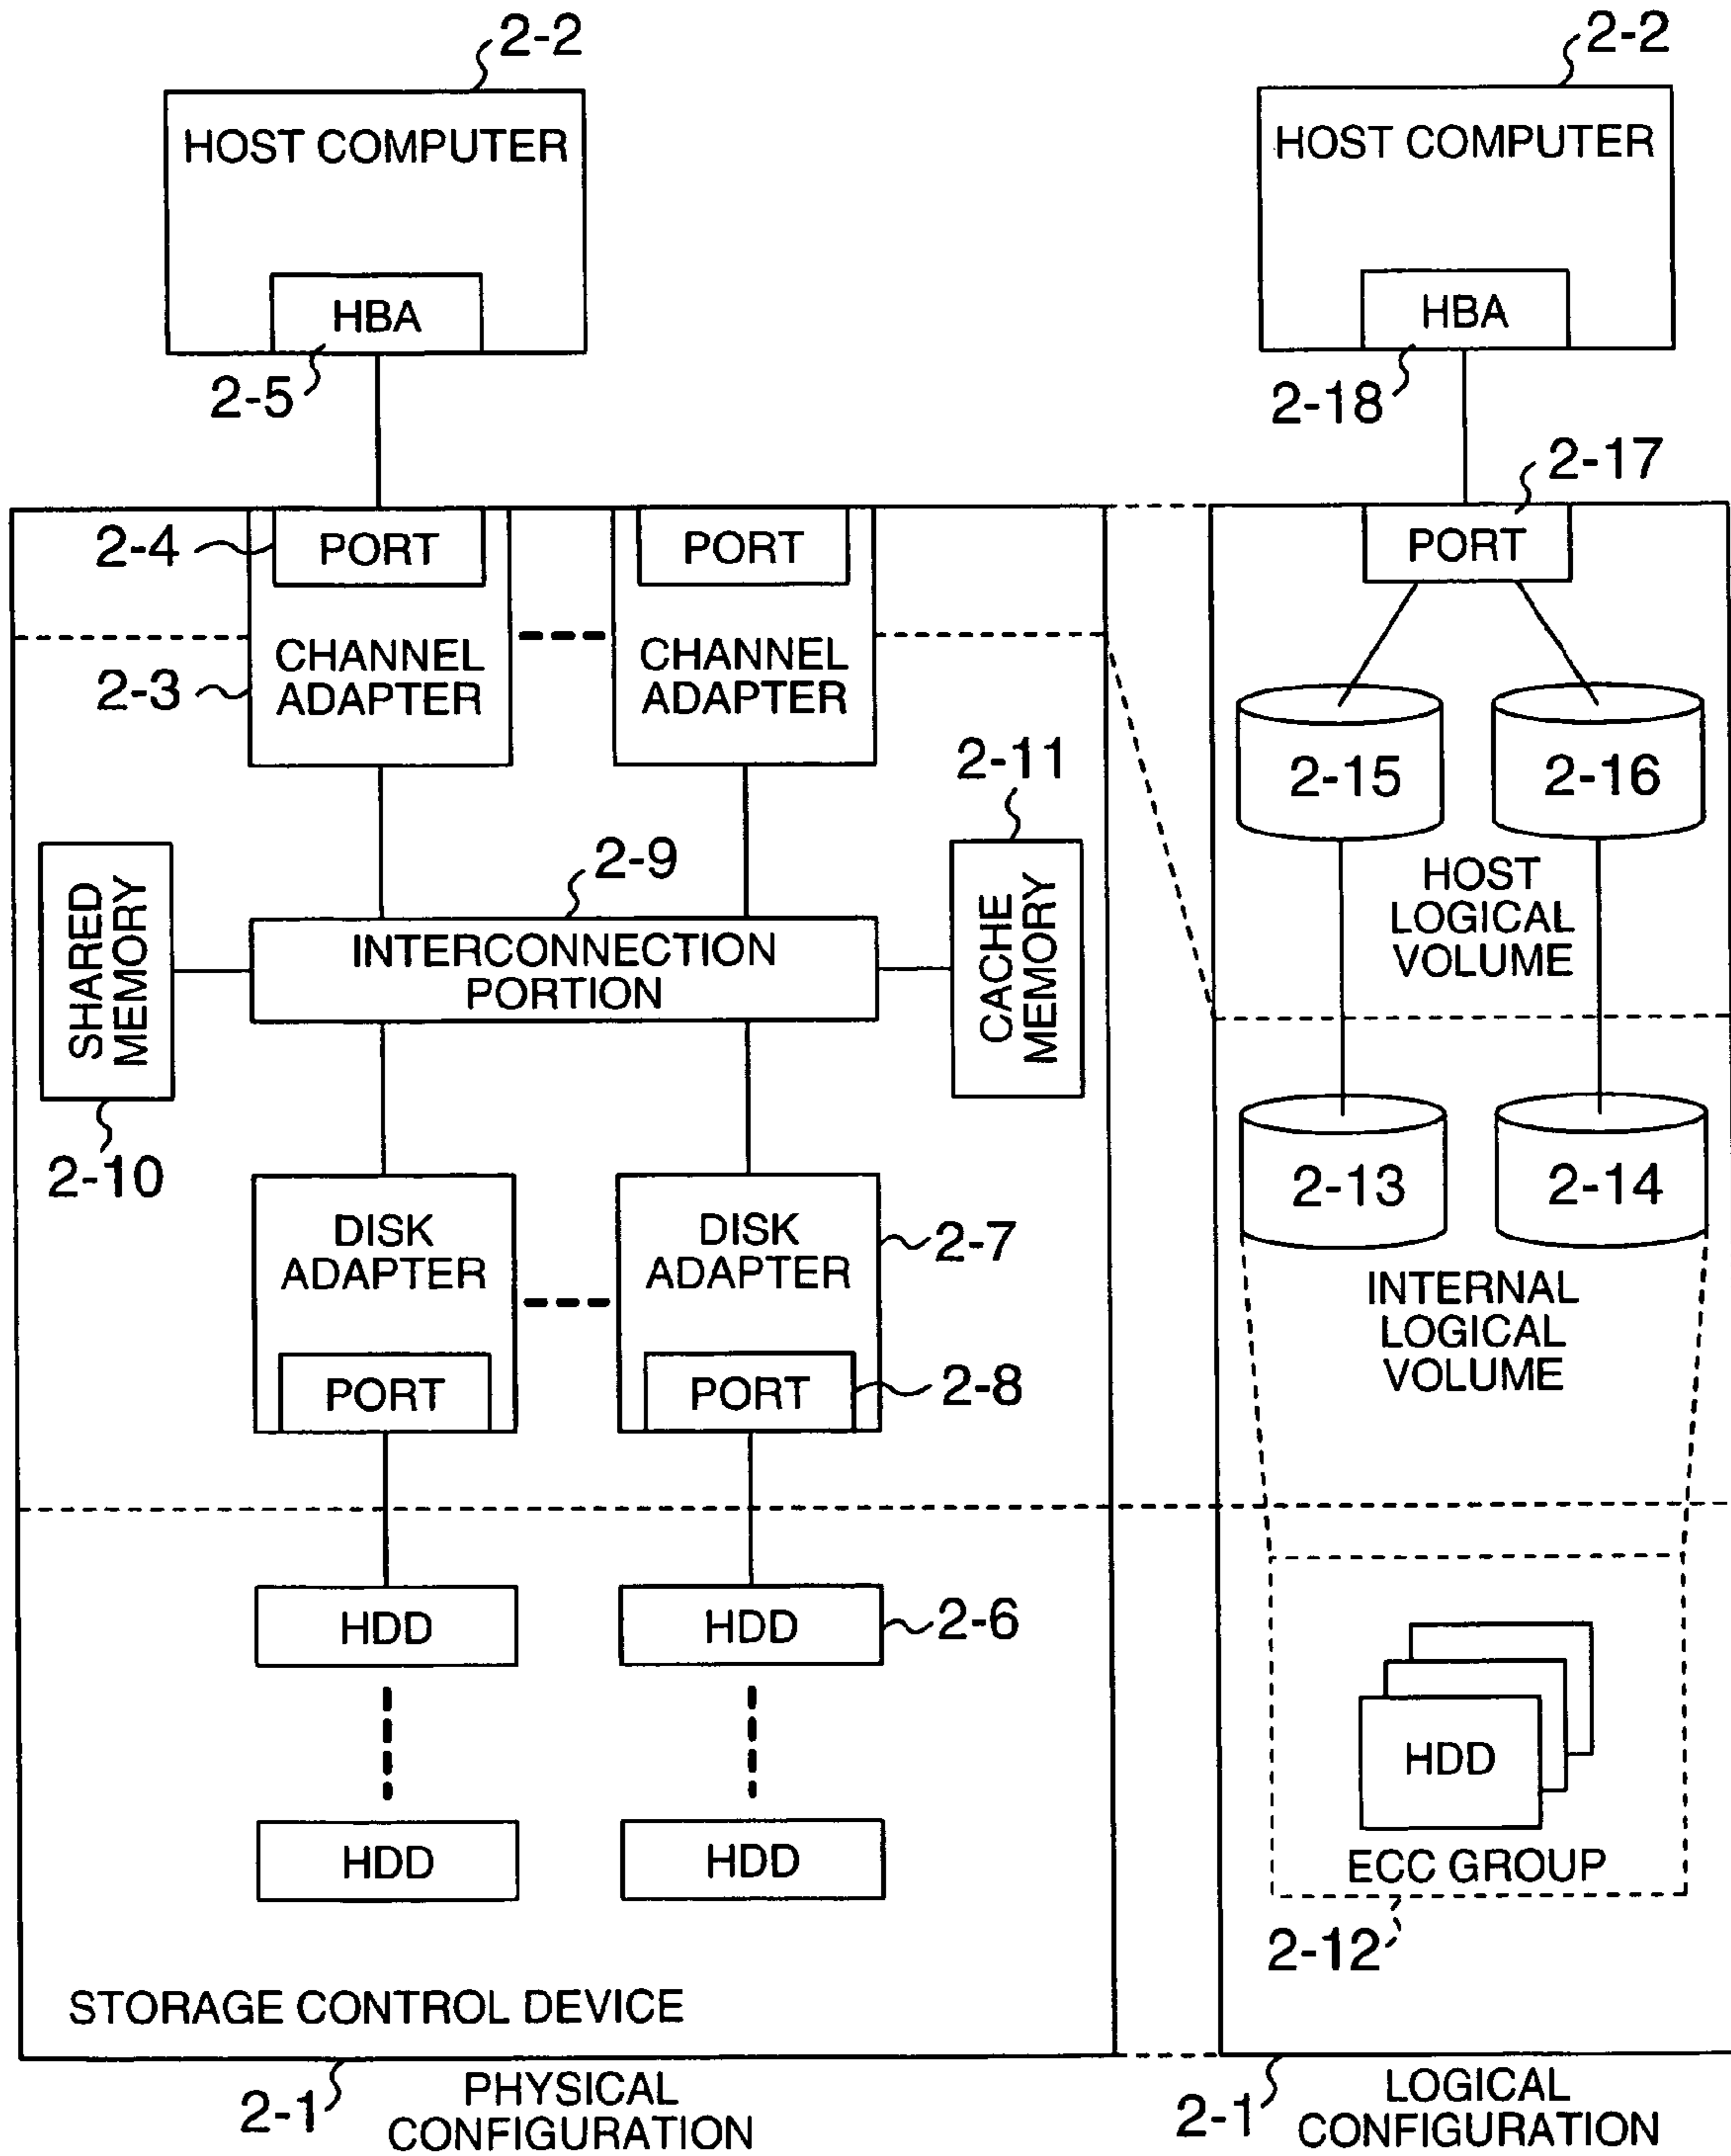 2-2
HOST COMPUTER
HBA
2-5
2-4
PORT
PORT
2-3
CHANNEL
ADAPTER
CHANNEL
ADAPTER
2-11
2-9
SHARED
MEMORY
INTERCONNECTION
PORTION
CACHE
MEMORY
2-10
DISK
ADAPTER
DISK
ADAPTER
2-7
PORT
PORT
2-8
HDD
HDD
2-6
HDD
HDD
STORAGE CONTROL DEVICE
2-1
PHYSICAL
CONFIGURATION
2-2
HOST COMPUTER
HBA
2-18
2-17
PORT
2-15
2-16
HOST
LOGICAL
VOLUME
2-13
2-14
INTERNAL
LOGICAL
VOLUME
HDD
ECC GROUP
2-12
2-1
LOGICAL
CONFIGURATION